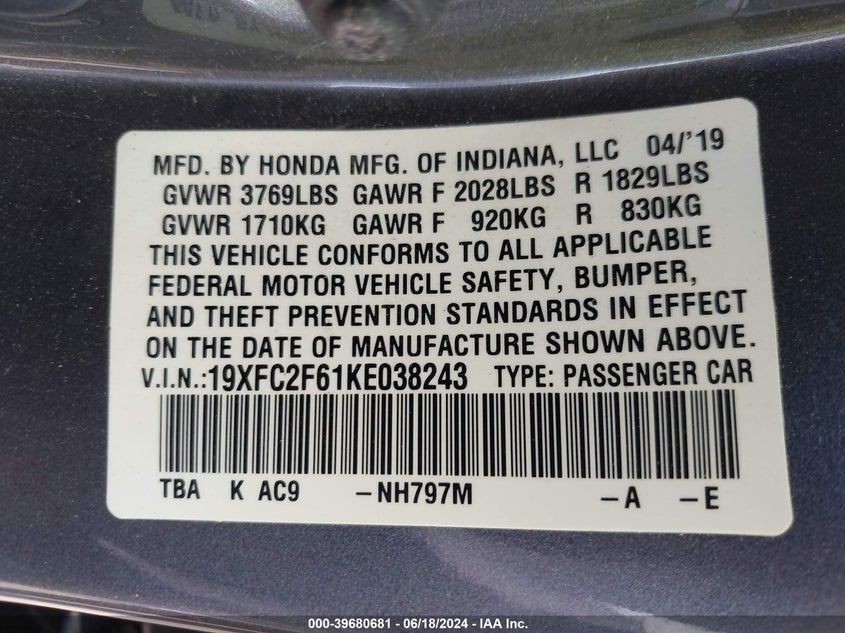 MFD. BY HONDA MFG. OF INDIANA, LLC 04/'19
GVWR 3769LBS GAWR F 2028LBS R 1829LBS
GVWR 1710KG GAWR F 920KG R 830KG
THIS VEHICLE CONFORMS TO ALL APPLICABLE
FEDERAL MOTOR VEHICLE SAFETY, BUMPER,
AND THEFT PREVENTION STANDARDS IN EFFECT
ON THE DATE OF MANUFACTURE SHOWN ABOVE.
V.I.N.:19XFC2F61KE038243 TYPE: PASSENGER CAR
TBA K AC9 -NH797M -A -E
000-39680681 - 06/18/2024 - IAA Inc.